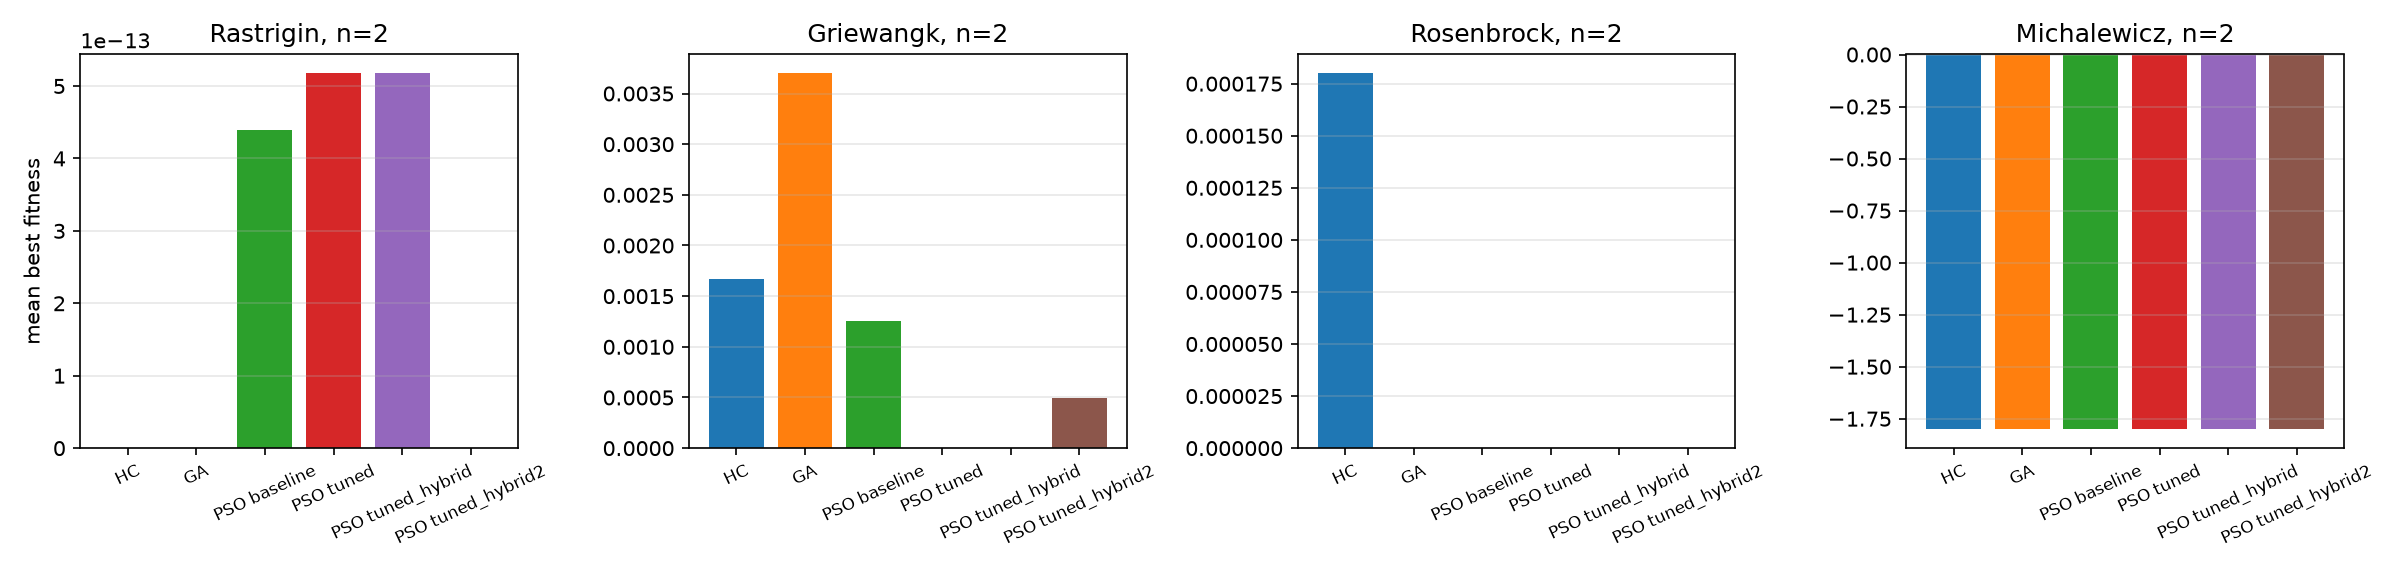 Rastrigin, n=2
1e−13
mean best fitness
5
4
3
2
1
0
HC
GA
PSO baseline
PSO tuned
PSO tuned_hybrid
PSO tuned_hybrid2
Griewangk, n=2
0.0035
0.0030
0.0025
0.0020
0.0015
0.0010
0.0005
0.0000
HC
GA
PSO baseline
PSO tuned
PSO tuned_hybrid
PSO tuned_hybrid2
Rosenbrock, n=2
0.000175
0.000150
0.000125
0.000100
0.000075
0.000050
0.000025
0.000000
HC
GA
PSO baseline
PSO tuned
PSO tuned_hybrid
PSO tuned_hybrid2
Michalewicz, n=2
0.00
−0.25
−0.50
−0.75
−1.00
−1.25
−1.50
−1.75
HC
GA
PSO baseline
PSO tuned
PSO tuned_hybrid
PSO tuned_hybrid2